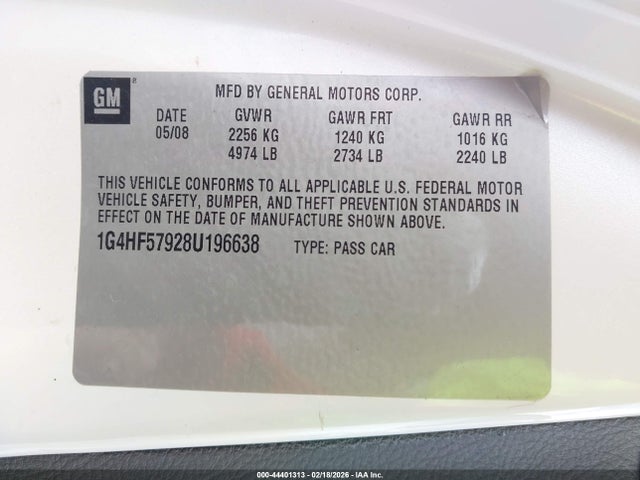 GM ®
MFD BY GENERAL MOTORS CORP.
DATE GVWR GAWR FRT GAWR RR
05/08 2256 KG 1240 KG 1016 KG
4974 LB 2734 LB 2240 LB
THIS VEHICLE CONFORMS TO ALL APPLICABLE U.S. FEDERAL MOTOR
VEHICLE SAFETY, BUMPER, AND THEFT PREVENTION STANDARDS IN
EFFECT ON THE DATE OF MANUFACTURE SHOWN ABOVE.
1G4HF57928U196638 TYPE: PASS CAR
000-44401313 - 02/18/2026 - IAA Inc.